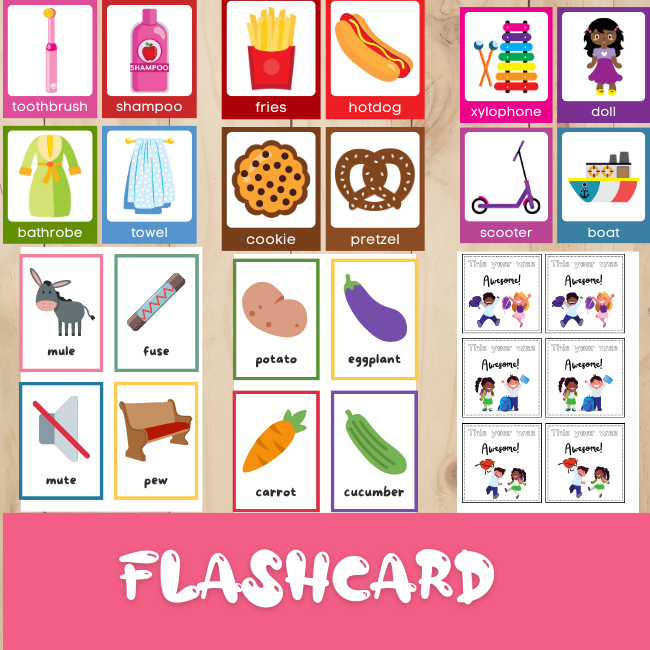 toothbrush
SHAMPOO
shampoo
fries
hotdog
xylophone
doll
bathrobe
towel
cookie
pretzel
scooter
boat
mule
fuse
potato
eggplant
This year was
Awesome!
This year was
Awesome!
mute
pew
carrot
cucumber
This year was
Awesome!
This year was
Awesome!
This year was
Awesome!
This year was
Awesome!
FLASHCARD